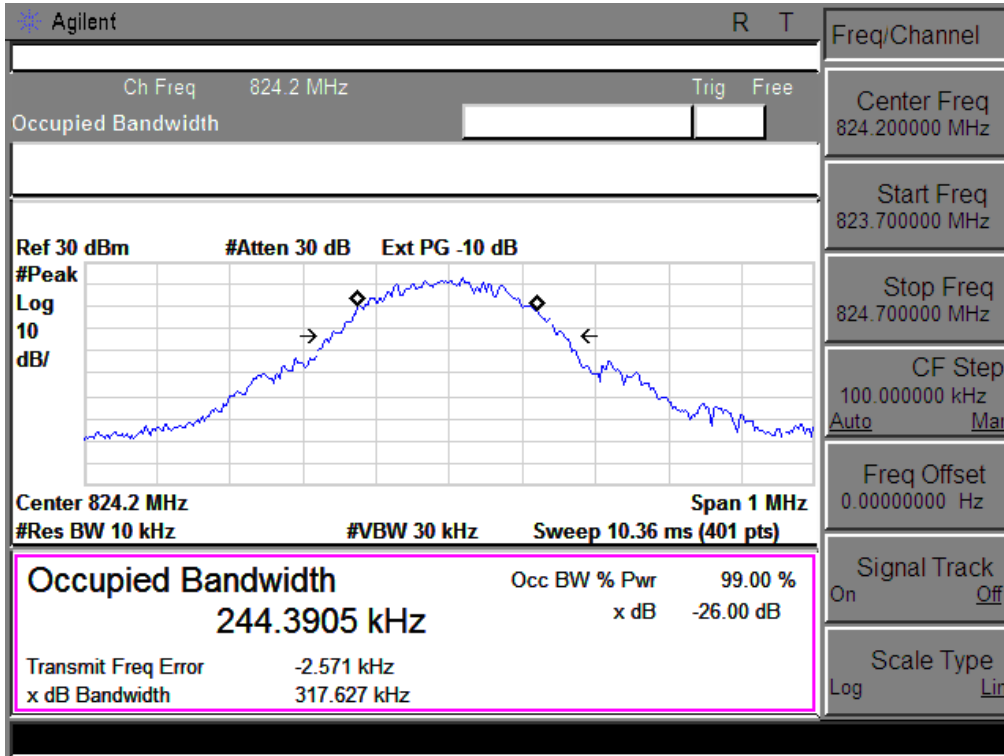 Agilent R T
Ch Freq 824.2 MHz Trig Free
Occupied Bandwidth
Ref 30 dBm #Atten 30 dB Ext PG -10 dB
#Peak
Log
10
dB/
Center 824.2 MHz Span 1 MHz
#Res BW 10 kHz #VBW 30 kHz Sweep 10.36 ms (401 pts)
Occupied Bandwidth
244.3905 kHz
Occ BW % Pwr 99.00 %
x dB -26.00 dB
Transmit Freq Error -2.571 kHz
x dB Bandwidth 317.627 kHz
Freq/Channel
Center Freq
824.200000 MHz
Start Freq
823.700000 MHz
Stop Freq
824.700000 MHz
CF Step
100.000000 kHz
Auto Mar
Freq Offset
0.00000000 Hz
Signal Track
On Off
Scale Type
Log Lin